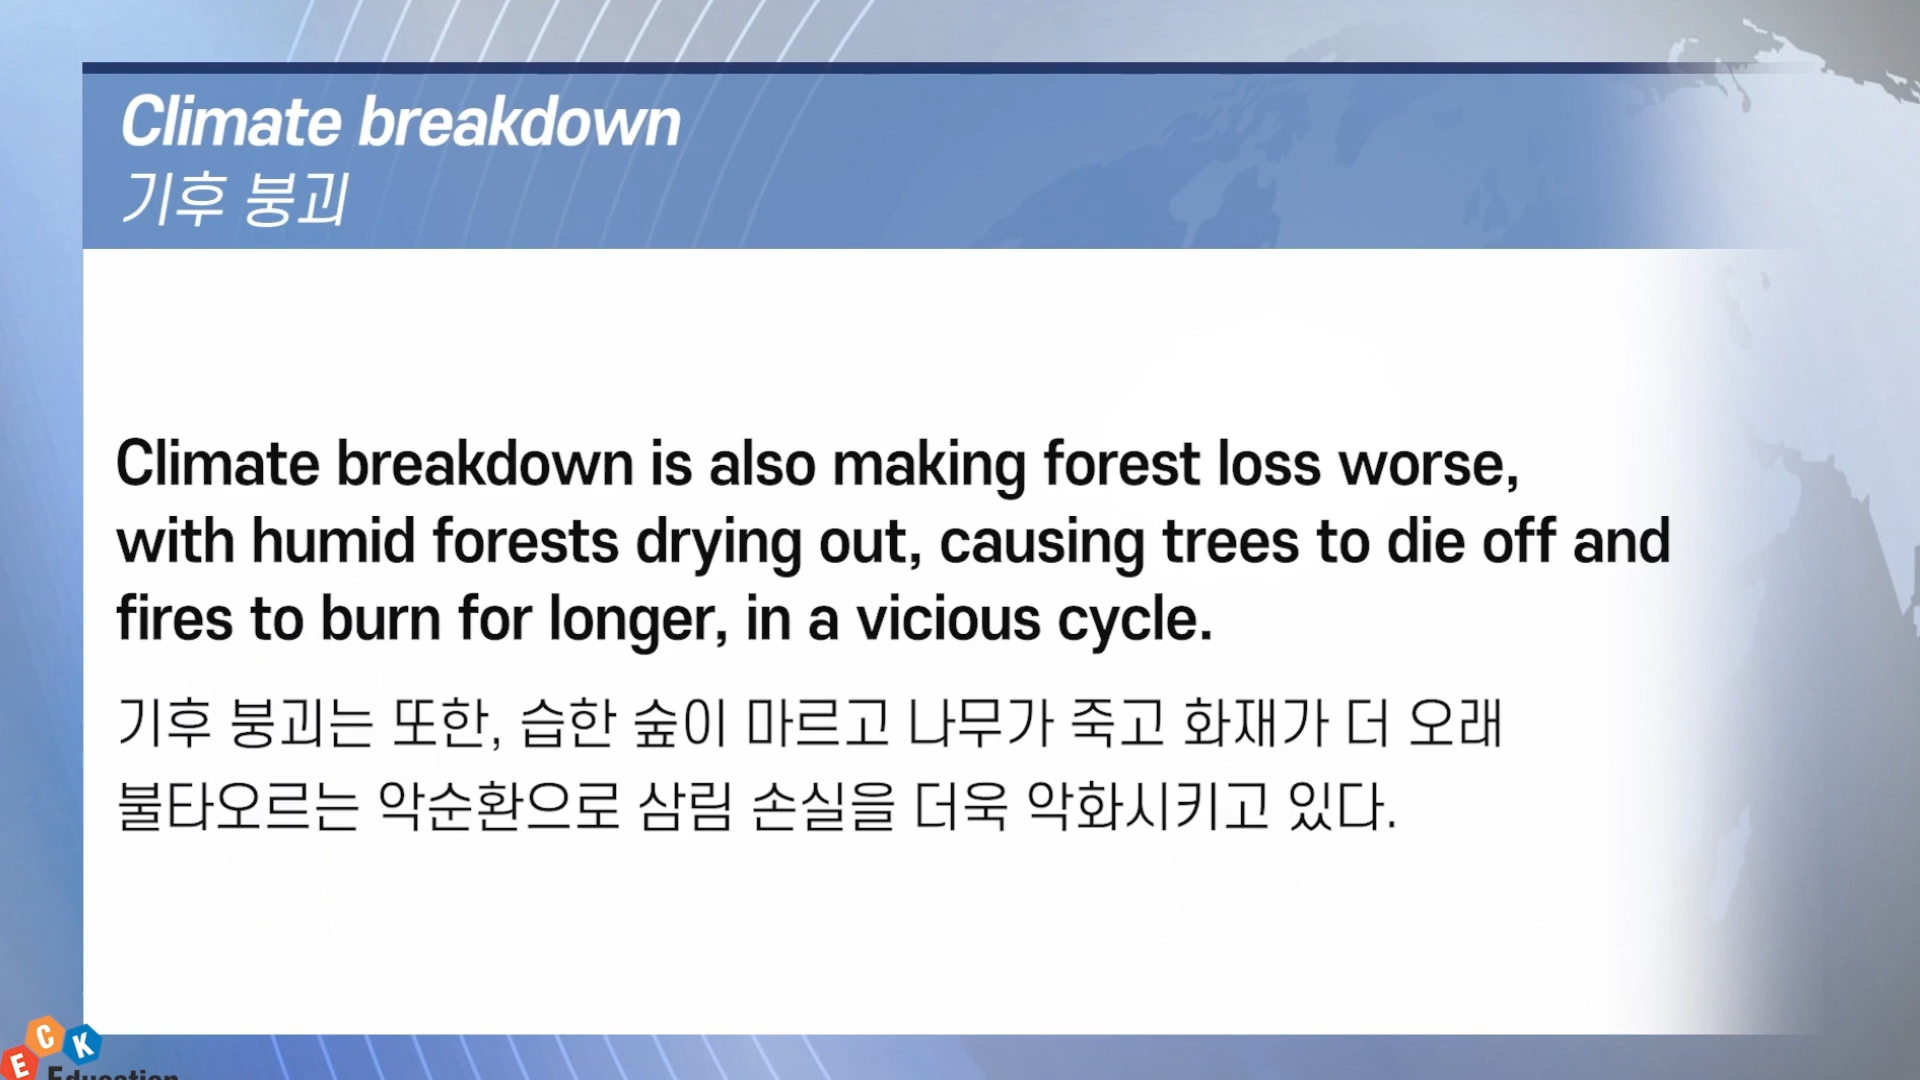 Climate breakdown
기후 붕괴
Climate breakdown is also making forest loss worse,
with humid forests drying out, causing trees to die off and
fires to burn for longer, in a vicious cycle.
기후 붕괴는 또한, 습한 숲이 마르고 나무가 죽고 화재가 더 오래
불타오르는 악순환으로 삼림 손실을 더욱 악화시키고 있다.
E C K
Education